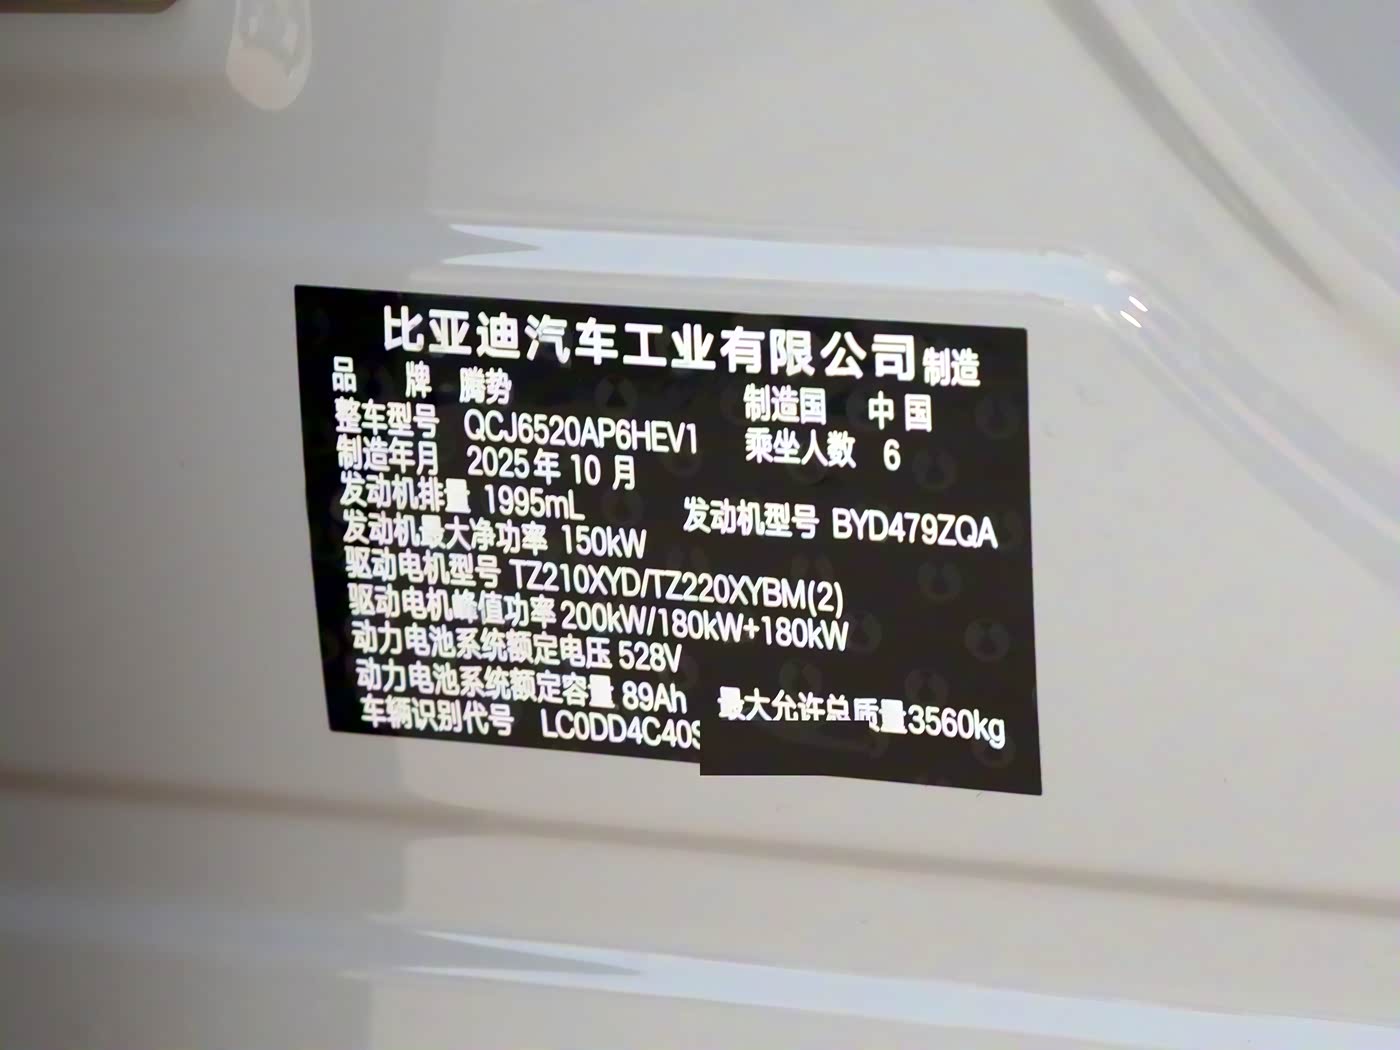 比亚迪汽车工业有限公司制造
品 牌 腾势 制造国 中国
整车型号 QCJ6520AP6HEV1 乘坐人数 6
制造年月 2025年10月
发动机排量 1995mL 发动机型号 BYD479ZQA
发动机最大净功率 150kW
驱动电机型号 TZ210XYD/TZ220XYBM(2)
驱动电机峰值功率 200kW/180kW+180kW
动力电池系统额定电压 528V
动力电池系统额定容量 89Ah 最大允许总质量3560kg
车辆识别代号 LC0DD4C40S